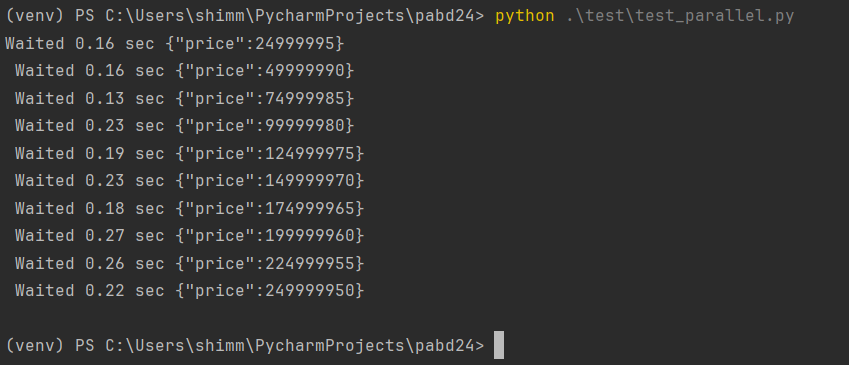 (venv) PS C:\Users\shimm\PycharmProjects\pabd24> python .\test\test_parallel.py
Waited 0.16 sec {"price":24999995}
 Waited 0.16 sec {"price":49999990}
 Waited 0.13 sec {"price":74999985}
 Waited 0.23 sec {"price":99999980}
 Waited 0.19 sec {"price":124999975}
 Waited 0.23 sec {"price":149999970}
 Waited 0.18 sec {"price":174999965}
 Waited 0.27 sec {"price":199999960}
 Waited 0.26 sec {"price":224999955}
 Waited 0.22 sec {"price":249999950}
(venv) PS C:\Users\shimm\PycharmProjects\pabd24>